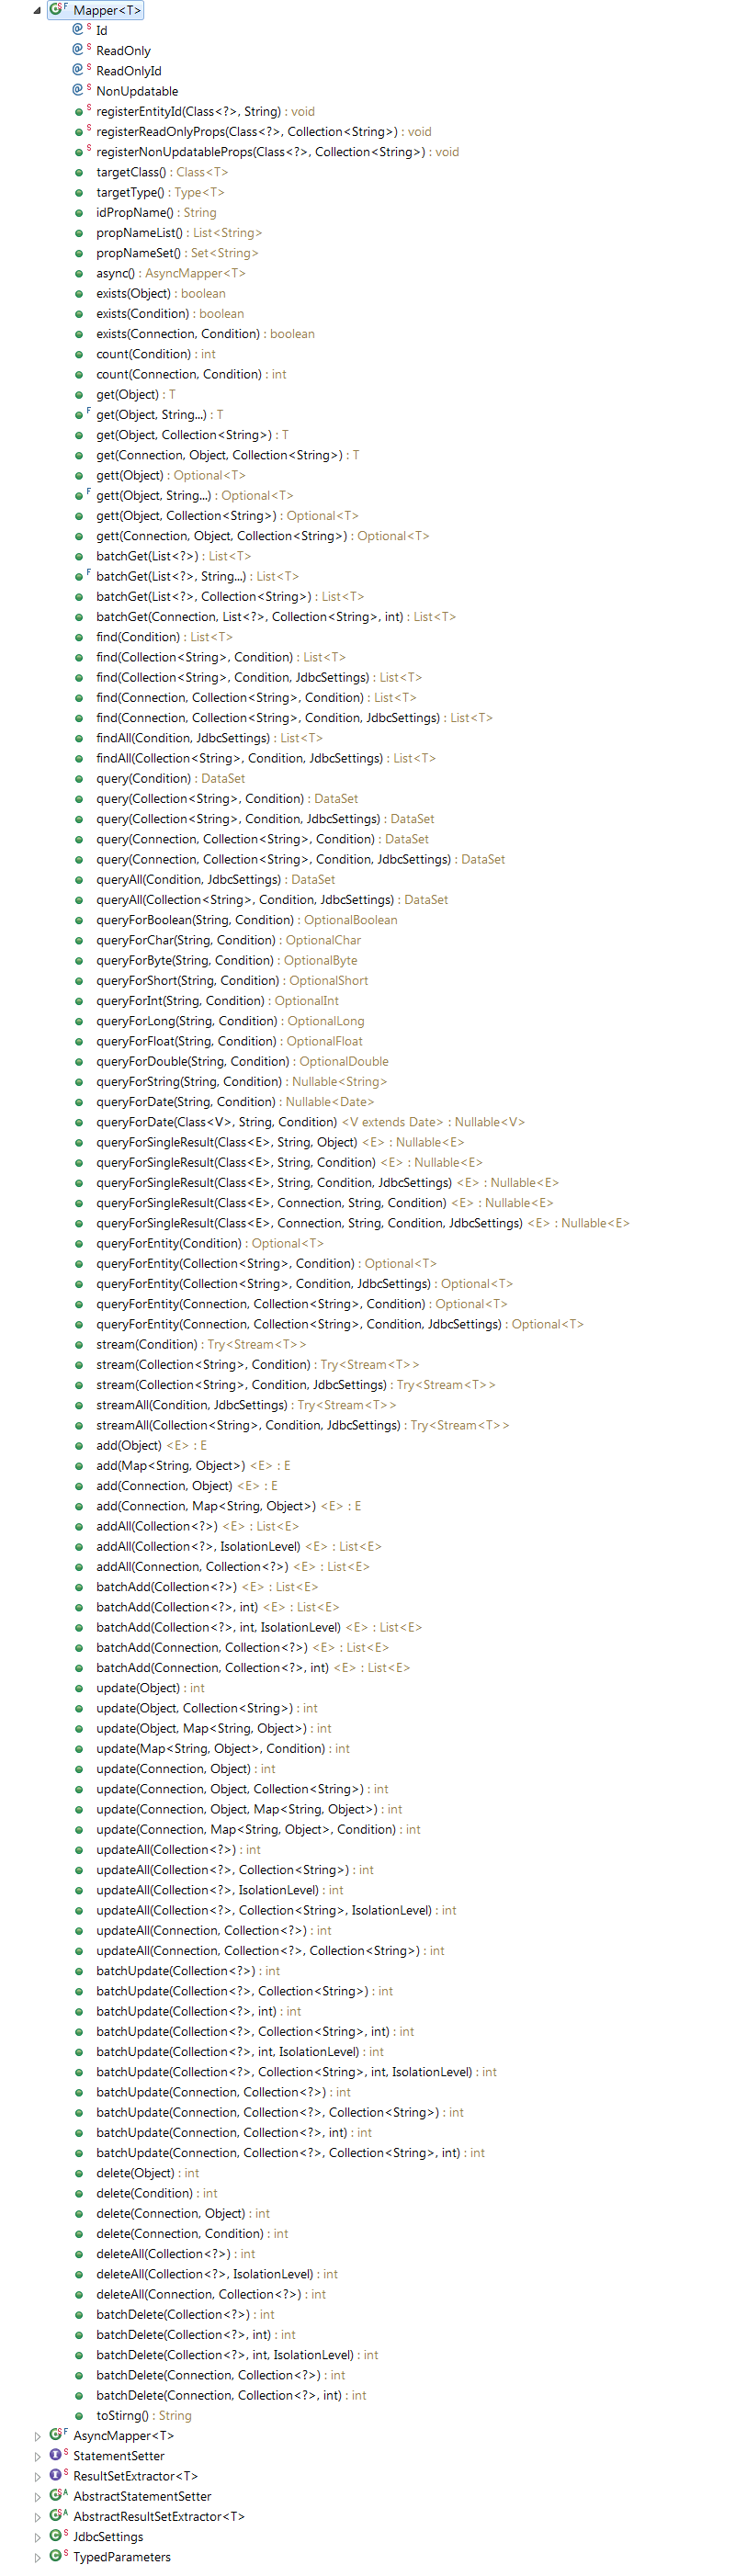 Mapper<T>
Id
ReadOnly
ReadOnlyId
NonUpdatable
registerEntityId(Class<?>, String) : void
registerReadOnlyProps(Class<?>, Collection<String>) : void
registerNonUpdatableProps(Class<?>, Collection<String>) : void
targetClass() : Class<T>
targetType() : Type<T>
idPropName() : String
propNameList() : List<String>
propNameSet() : Set<String>
async() : AsyncMapper<T>
exists(Object) : boolean
exists(Condition) : boolean
exists(Connection, Condition) : boolean
count(Condition) : int
count(Connection, Condition) : int
get(Object) : T
get(Object, String...) : T
get(Object, Collection<String>) : T
get(Connection, Object, Collection<String>) : T
gett(Object) : Optional<T>
gett(Object, String...) : Optional<T>
gett(Object, Collection<String>) : Optional<T>
gett(Connection, Object, Collection<String>) : Optional<T>
batchGet(List<?>) : List<T>
batchGet(List<?>, String...) : List<T>
batchGet(List<?>, Collection<String>) : List<T>
batchGet(Connection, List<?>, Collection<String>, int) : List<T>
find(Condition) : List<T>
find(Collection<String>, Condition) : List<T>
find(Collection<String>, Condition, JdbcSettings) : List<T>
find(Connection, Collection<String>, Condition) : List<T>
find(Connection, Collection<String>, Condition, JdbcSettings) : List<T>
findAll(Condition, JdbcSettings) : List<T>
findAll(Collection<String>, Condition, JdbcSettings) : List<T>
query(Condition) : DataSet
query(Collection<String>, Condition) : DataSet
query(Collection<String>, Condition, JdbcSettings) : DataSet
query(Connection, Collection<String>, Condition) : DataSet
query(Connection, Collection<String>, Condition, JdbcSettings) : DataSet
queryAll(Condition, JdbcSettings) : DataSet
queryAll(Collection<String>, Condition, JdbcSettings) : DataSet
queryForBoolean(String, Condition) : OptionalBoolean
queryForChar(String, Condition) : OptionalChar
queryForByte(String, Condition) : OptionalByte
queryForShort(String, Condition) : OptionalShort
queryForInt(String, Condition) : OptionalInt
queryForLong(String, Condition) : OptionalLong
queryForFloat(String, Condition) : OptionalFloat
queryForDouble(String, Condition) : OptionalDouble
queryForString(String, Condition) : Nullable<String>
queryForDate(String, Condition) : Nullable<Date>
queryForDate(Class<V>, String, Condition) <V extends Date> : Nullable<V>
queryForSingleResult(Class<E>, String, Object) <E> : Nullable<E>
queryForSingleResult(Class<E>, String, Condition) <E> : Nullable<E>
queryForSingleResult(Class<E>, String, Condition, JdbcSettings) <E> : Nullable<E>
queryForSingleResult(Class<E>, Connection, String, Condition) <E> : Nullable<E>
queryForSingleResult(Class<E>, Connection, String, Condition, JdbcSettings) <E> : Nullable<E>
queryForEntity(Condition) : Optional<T>
queryForEntity(Collection<String>, Condition) : Optional<T>
queryForEntity(Collection<String>, Condition, JdbcSettings) : Optional<T>
queryForEntity(Connection, Collection<String>, Condition) : Optional<T>
queryForEntity(Connection, Collection<String>, Condition, JdbcSettings) : Optional<T>
stream(Condition) : Try<Stream<T>>
stream(Collection<String>, Condition) : Try<Stream<T>>
stream(Collection<String>, Condition, JdbcSettings) : Try<Stream<T>>
streamAll(Condition, JdbcSettings) : Try<Stream<T>>
streamAll(Collection<String>, Condition, JdbcSettings) : Try<Stream<T>>
add(Object) <E> : E
add(Map<String, Object>) <E> : E
add(Connection, Object) <E> : E
add(Connection, Map<String, Object>) <E> : E
addAll(Collection<?>) <E> : List<E>
addAll(Collection<?>, IsolationLevel) <E> : List<E>
addAll(Connection, Collection<?>) <E> : List<E>
batchAdd(Collection<?>) <E> : List<E>
batchAdd(Collection<?>, int) <E> : List<E>
batchAdd(Collection<?>, int, IsolationLevel) <E> : List<E>
batchAdd(Connection, Collection<?>) <E> : List<E>
batchAdd(Connection, Collection<?>, int) <E> : List<E>
update(Object) : int
update(Object, Collection<String>) : int
update(Object, Map<String, Object>) : int
update(Map<String, Object>, Condition) : int
update(Connection, Object) : int
update(Connection, Object, Collection<String>) : int
update(Connection, Object, Map<String, Object>) : int
update(Connection, Map<String, Object>, Condition) : int
updateAll(Collection<?>) : int
updateAll(Collection<?>, Collection<String>) : int
updateAll(Collection<?>, IsolationLevel) : int
updateAll(Collection<?>, Collection<String>, IsolationLevel) : int
updateAll(Connection, Collection<?>) : int
updateAll(Connection, Collection<?>, Collection<String>) : int
batchUpdate(Collection<?>) : int
batchUpdate(Collection<?>, Collection<String>) : int
batchUpdate(Collection<?>, int) : int
batchUpdate(Collection<?>, Collection<String>, int) : int
batchUpdate(Collection<?>, int, IsolationLevel) : int
batchUpdate(Collection<?>, Collection<String>, int, IsolationLevel) : int
batchUpdate(Connection, Collection<?>) : int
batchUpdate(Connection, Collection<?>, Collection<String>) : int
batchUpdate(Connection, Collection<?>, int) : int
batchUpdate(Connection, Collection<?>, Collection<String>, int) : int
delete(Object) : int
delete(Condition) : int
delete(Connection, Object) : int
delete(Connection, Condition) : int
deleteAll(Collection<?>) : int
deleteAll(Collection<?>, IsolationLevel) : int
deleteAll(Connection, Collection<?>) : int
batchDelete(Collection<?>) : int
batchDelete(Collection<?>, int) : int
batchDelete(Collection<?>, int, IsolationLevel) : int
batchDelete(Connection, Collection<?>) : int
batchDelete(Connection, Collection<?>, int) : int
toStirng() : String
AsyncMapper<T>
StatementSetter
ResultSetExtractor<T>
AbstractStatementSetter
AbstractResultSetExtractor<T>
JdbcSettings
TypedParameters